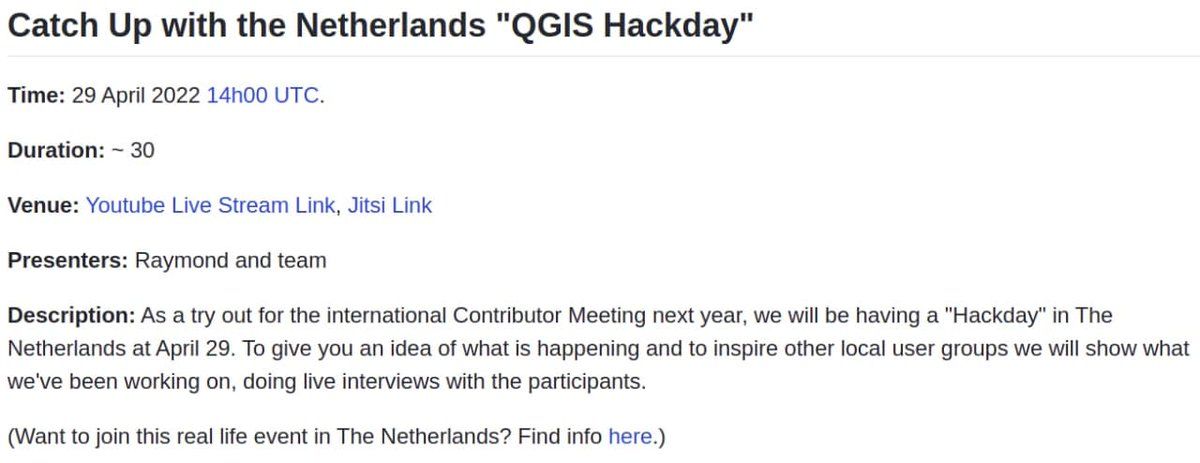 Catch Up with the Netherlands "QGIS Hackday"
Time: 29 April 2022 14h00 UTC.
Duration: ~ 30
Venue: Youtube Live Stream Link, Jitsi Link
Presenters: Raymond and team
Description: As a try out for the international Contributor Meeting next year, we will be having a "Hackday" in The
Netherlands at April 29. To give you an idea of what is happening and to inspire other local user groups we will show what
we've been working on, doing live interviews with the participants.
(Want to join this real life event in The Netherlands? Find info here.)